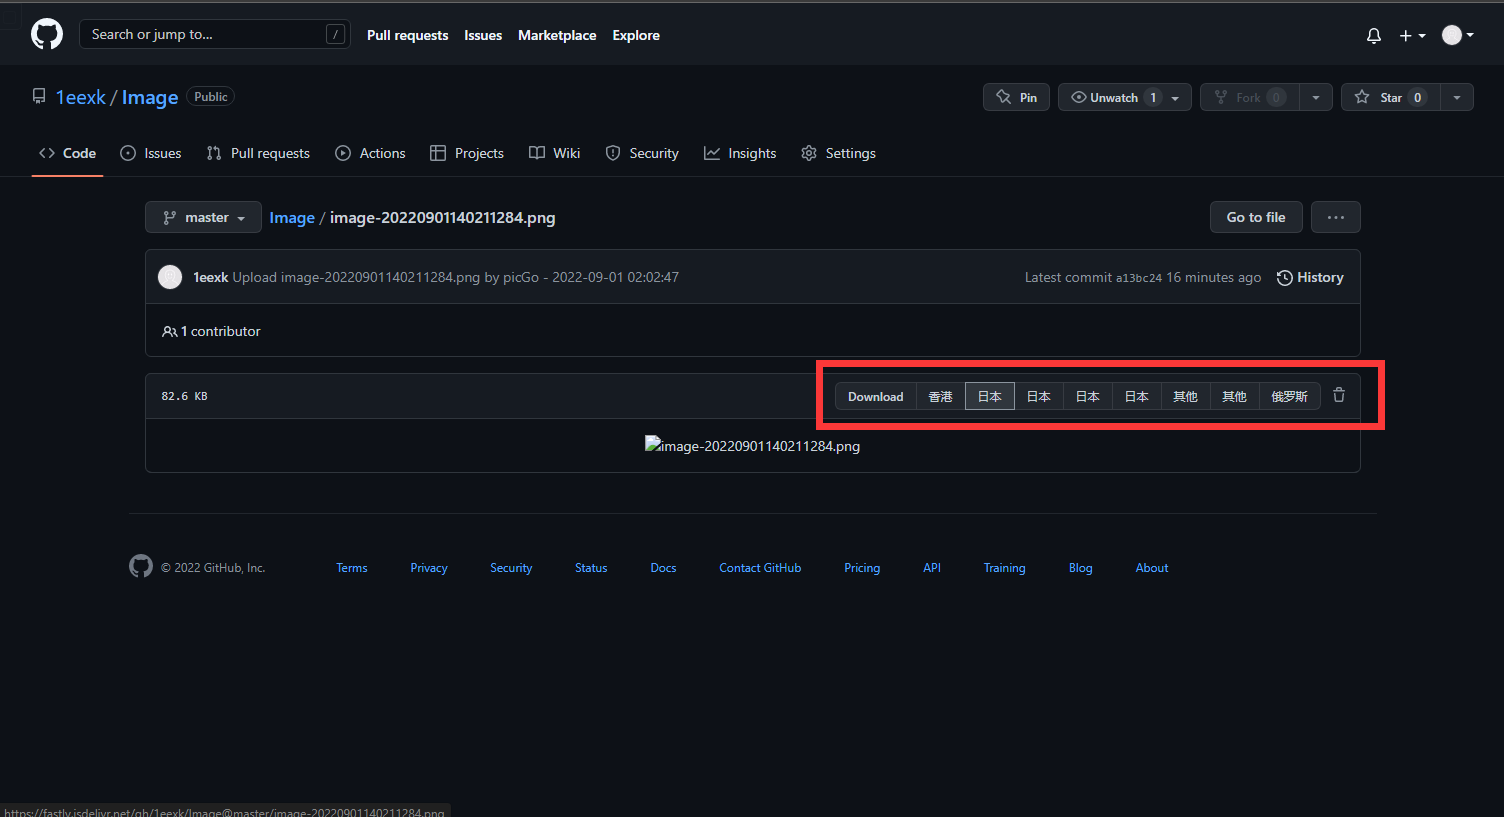 Search or jump to... /
Pull requests Issues Marketplace Explore
1eexk / Image Public
Pin Unwatch 1 Fork 0 Star 0
Code Issues Pull requests Actions Projects Wiki Security Insights Settings
master Image / image-20220901140211284.png Go to file ...
1eexk Upload image-20220901140211284.png by picGo - 2022-09-01 02:02:47 Latest commit a13bc24 16 minutes ago History
1 contributor
82.6 KB Download 香港 日本 日本 日本 日本 其他 其他 俄罗斯
image-20220901140211284.png
© 2022 GitHub, Inc. Terms Privacy Security Status Docs Contact GitHub Pricing API Training Blog About
https://fastly.jsdelivr.net/gh/1eexk/Image@master/image-20220901140211284.png